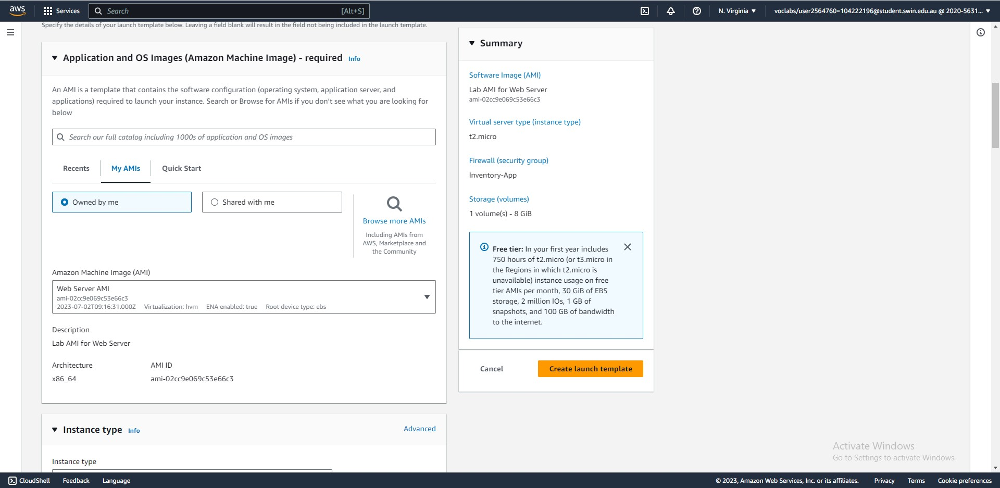 aws
Services
Search
[Alt+S]
N. Virginia
voclabs/user2564760=104222196@student.swin.edu.au @ 2020-5631...
Specify the details of your launch template below. Leaving a field blank will result in the field not being included in the launch template.
Application and OS Images (Amazon Machine Image) - required Info
An AMI is a template that contains the software configuration (operating system, application server, and
applications) required to launch your instance. Search or Browse for AMIs if you don't see what you are looking for
below
Search our full catalog including 1000s of application and OS images
Recents
My AMIs
Quick Start
Owned by me
Shared with me
Browse more AMIs
Including AMIs from
AWS, Marketplace and
the Community
Amazon Machine Image (AMI)
Web Server AMI
ami-02cc9e069c53e66c3
2023-07-02T09:16:31.000Z Virtualization: hvm ENA enabled: true Root device type: ebs
Description
Lab AMI for Web Server
Architecture
AMI ID
x86_64
ami-02cc9e069c53e66c3
Instance type Info
Advanced
Instance type
Summary
Software Image (AMI)
Lab AMI for Web Server
ami-02cc9e069c53e66c3
Virtual server type (instance type)
t2.micro
Firewall (security group)
Inventory-App
Storage (volumes)
1 volume(s) - 8 GiB
Free tier: In your first year includes
750 hours of t2.micro (or t3.micro in
the Regions in which t2.micro is
unavailable) instance usage on free
tier AMIs per month, 30 GiB of EBS
storage, 2 million IOs, 1 GB of
snapshots, and 100 GB of bandwidth
to the internet.
Cancel
Create launch template
Activate Windows
Go to Settings to activate Windows.
CloudShell
Feedback
Language
© 2023, Amazon Web Services, Inc. or its affiliates.
Privacy
Terms
Cookie preferences